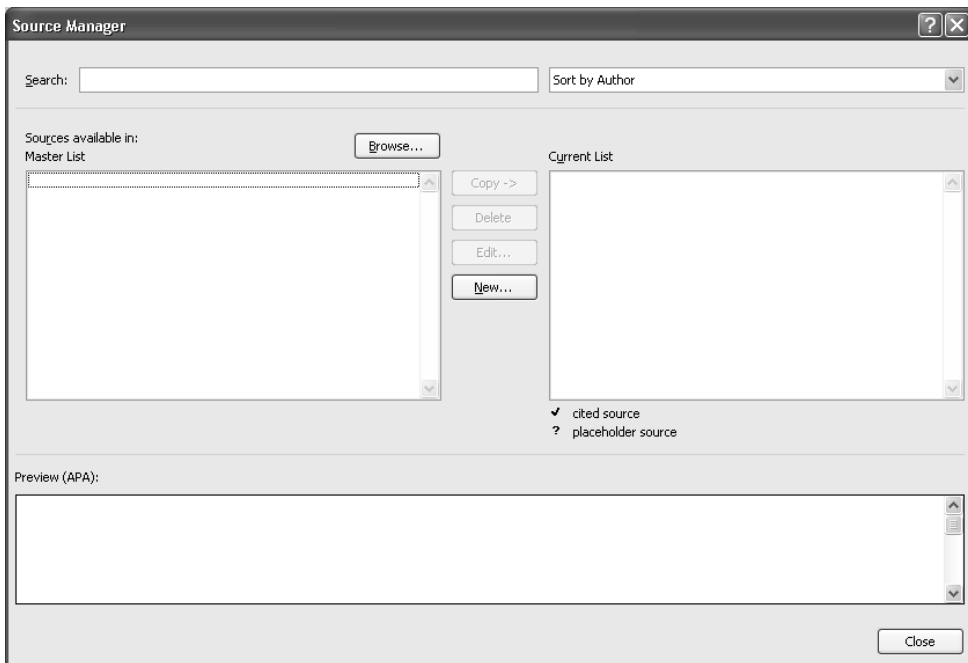 Source Manager
Search:
Sort by Author
Sources available in:
Master List
Browse...
Current List
Copy ->
Delete
Edit...
New...
✓ cited source
? placeholder source
Preview (APA):
Close